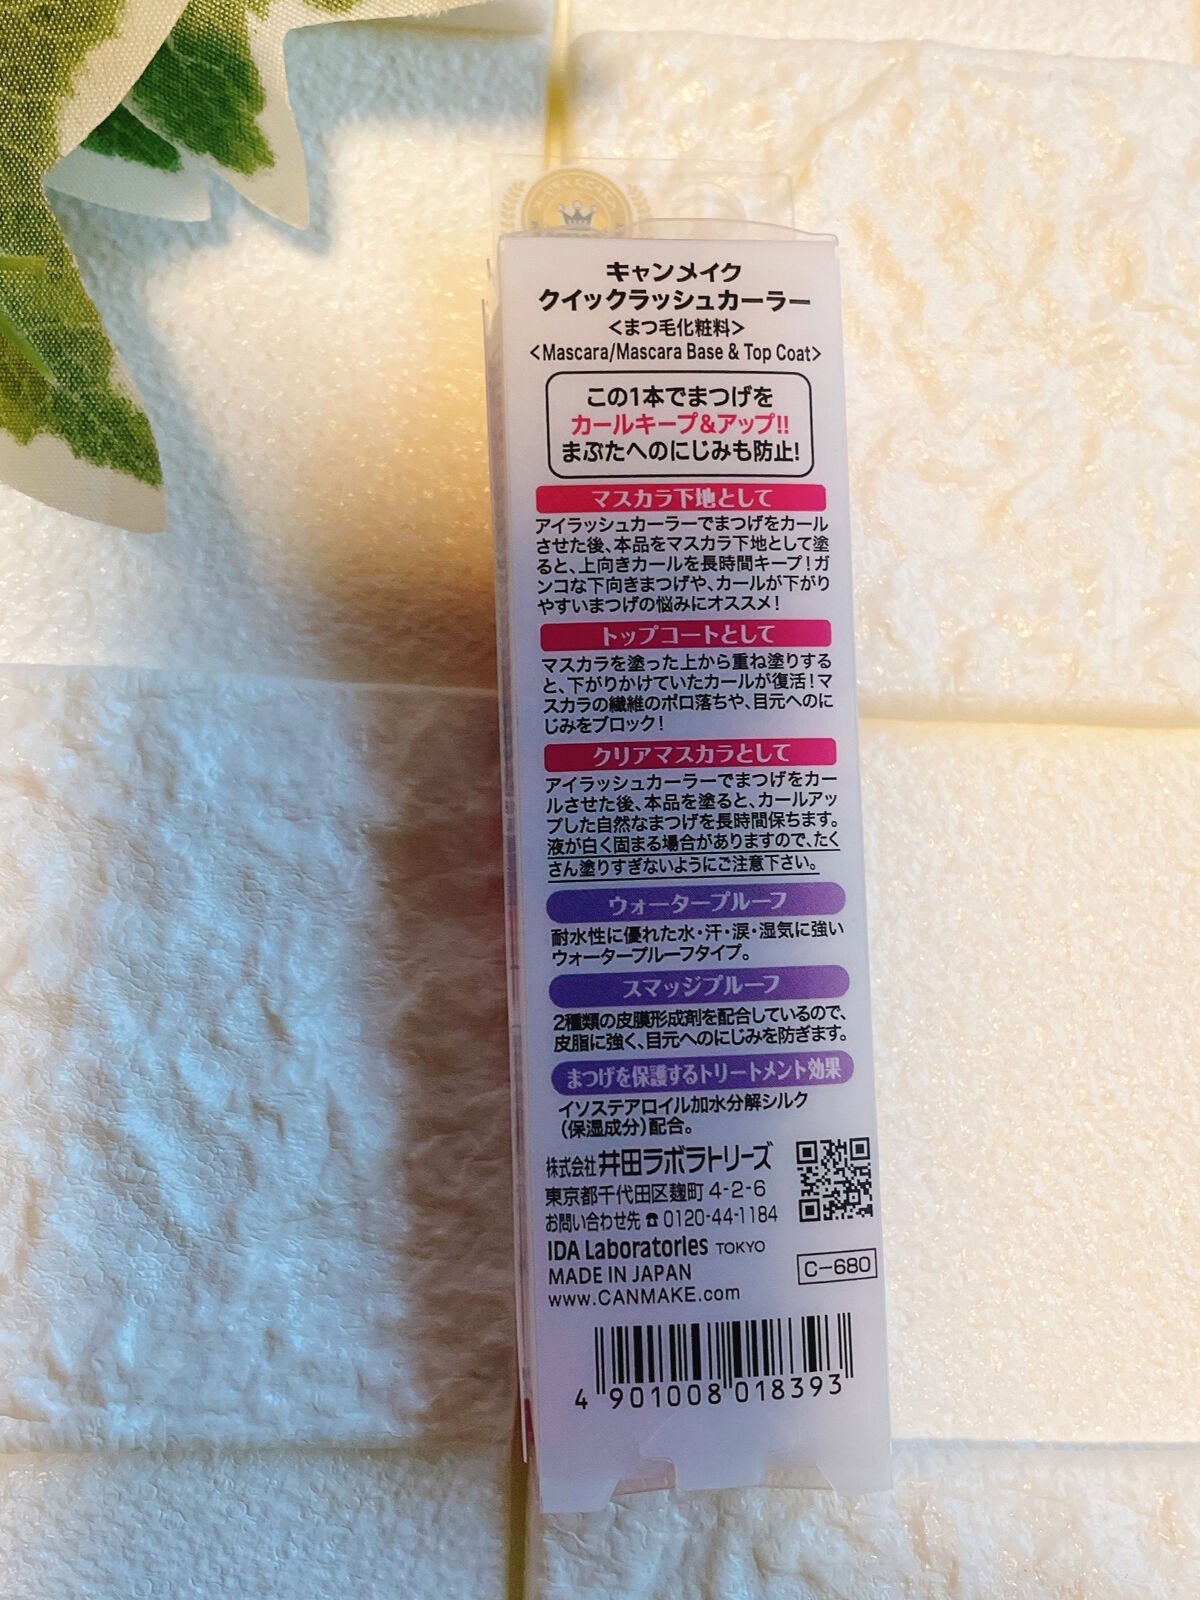 キャンメイク
クイックラッシュカーラー
<まつ毛化粧料>
<Mascara/Mascara Base & Top Coat>
この1本でまつげを
カールキープ&アップ!!
まぶたへのにじみも防止!
マスカラ下地として
アイラッシュカーラーでまつげをカール
させた後、本品をマスカラ下地として塗
ると、上向きカールを長時間キープ!ガ
ンコな下向きまつげや、カールが下がり
やすいまつげの悩みにオススメ!
トップコートとして
マスカラを塗った上から重ね塗りする
と、下がりかけていたカールが復活!マ
スカラの繊維のポロ落ちや、目元へのに
じみをブロック!
クリアマスカラとして
アイラッシュカーラーでまつげをカー
ルさせた後、本品を塗ると、カールアッ
プした自然なまつげを長時間保ちます。
液が白く固まる場合がありますので、たく
さん塗りすぎないようにご注意下さい。
ウォータープルーフ
耐水性に優れた水・汗・涙・湿気に強い
ウォータープルーフタイプ。
スマッジプルーフ
2種類の皮膜形成剤を配合しているので、
皮脂に強く、目元へのにじみを防ぎます。
まつげを保護するトリートメント効果
イソステアロイル加水分解シルク
(保湿成分)配合。
株式会社 井田ラボラトリーズ
東京都千代田区麹町 4-2-6
お問い合わせ先 ☎ 0120-44-1184
IDA Laboratories TOKYO
MADE IN JAPAN
C-680
www.CANMAKE.com
4 901008 018393